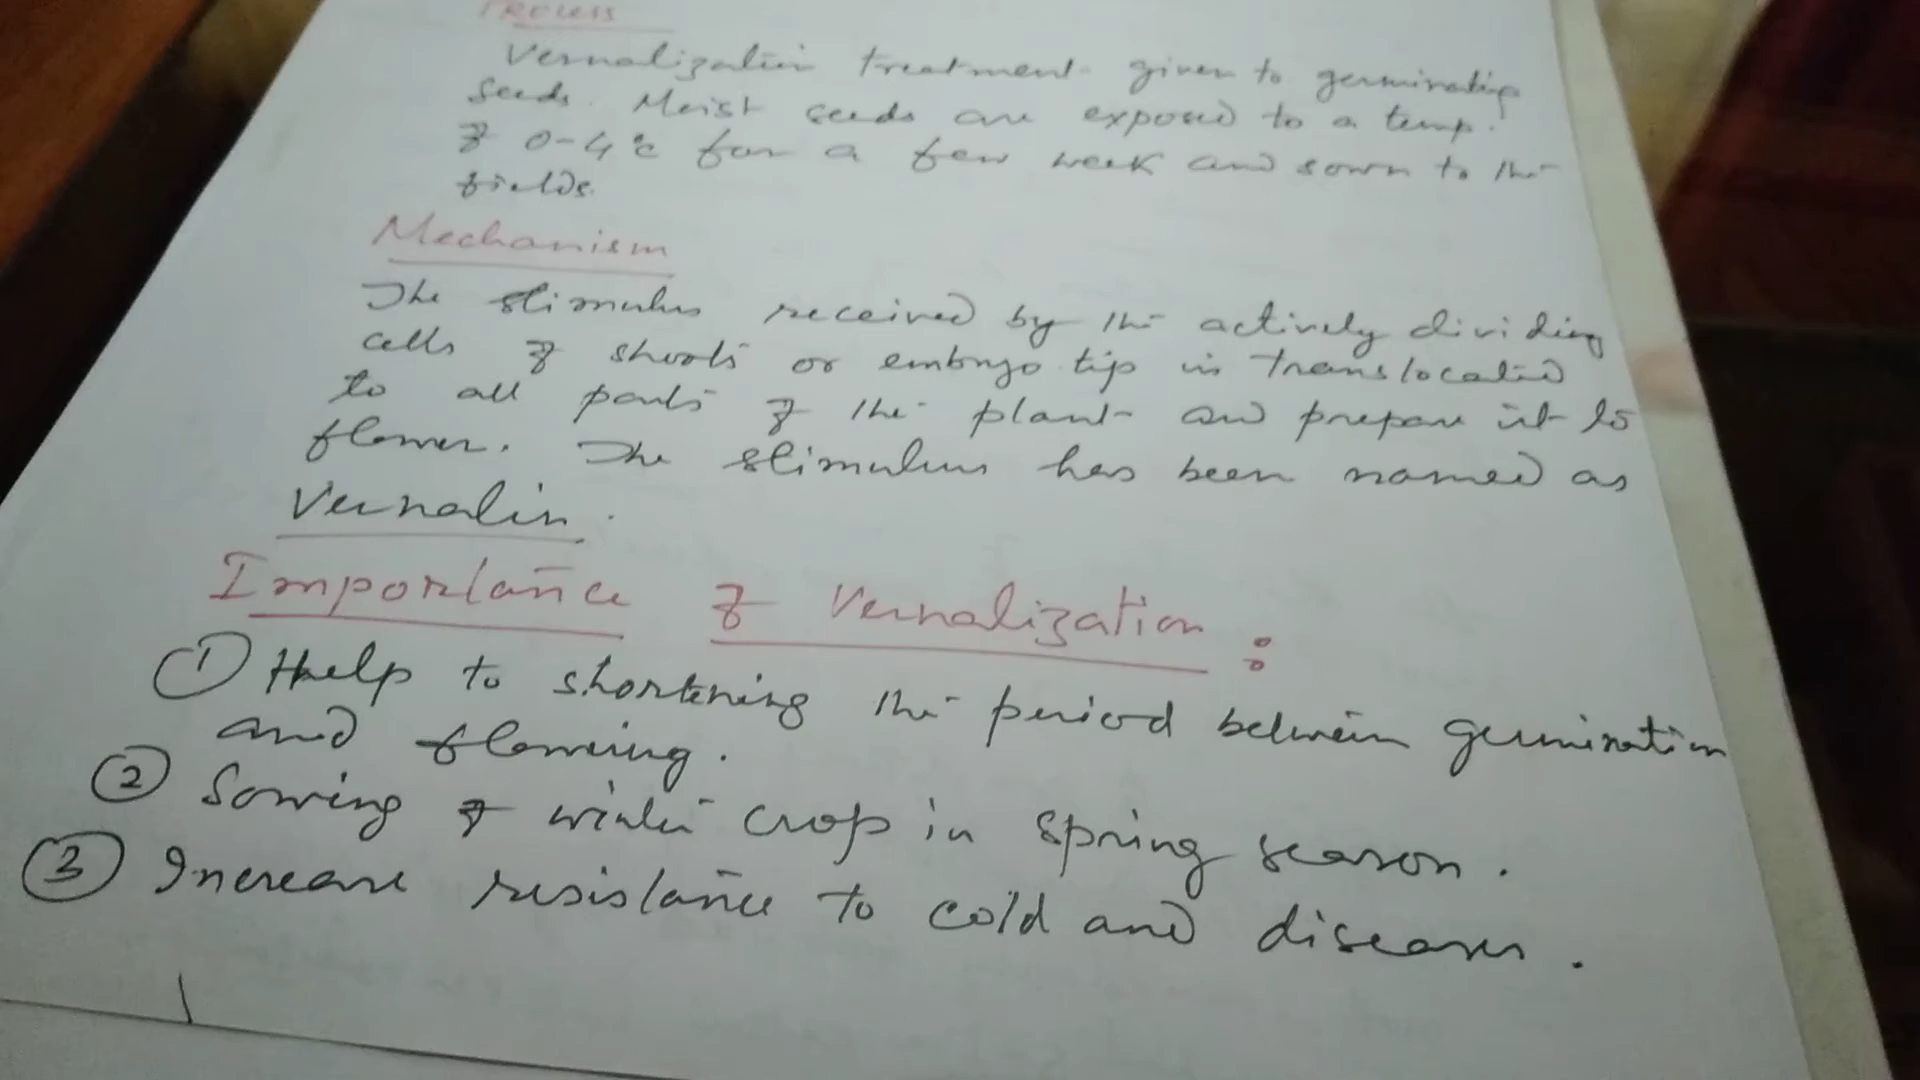 Process
Vernalization treatment given to germinating
seeds. Moist seeds are exposed to a temp.
of 0-4°c for a few week and sown to the
fields.
Mechanism
The stimulus received by the actively dividing
cells of shoots or embryo tip is translocated
to all parts of the plant and prepare it to
flower. The stimulus has been named as
Vernalin.
Importance of Vernalization:
① Help to shortening the period between germination
and flowering.
② Sowing of winter crop in spring season.
③ Increase resistance to cold and diseases.